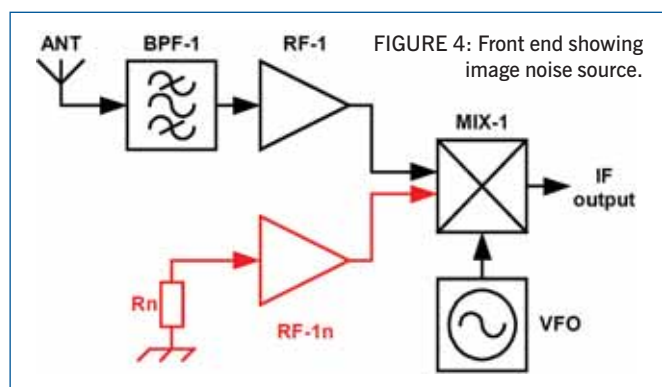 ANT
BPF-1
RF-1
FIGURE 4: Front end showing
image noise source.
MIX-1
IF
output
Rn
RF-1n
VFO